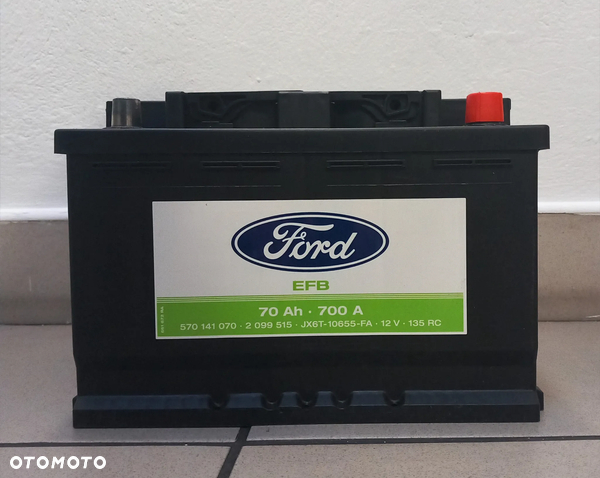 Ford
EFB
70 Ah · 700 A
570 141 070 · 2 099 515 · JX6T-10655-FA · 12 V · 135 RC
OTOMOTO